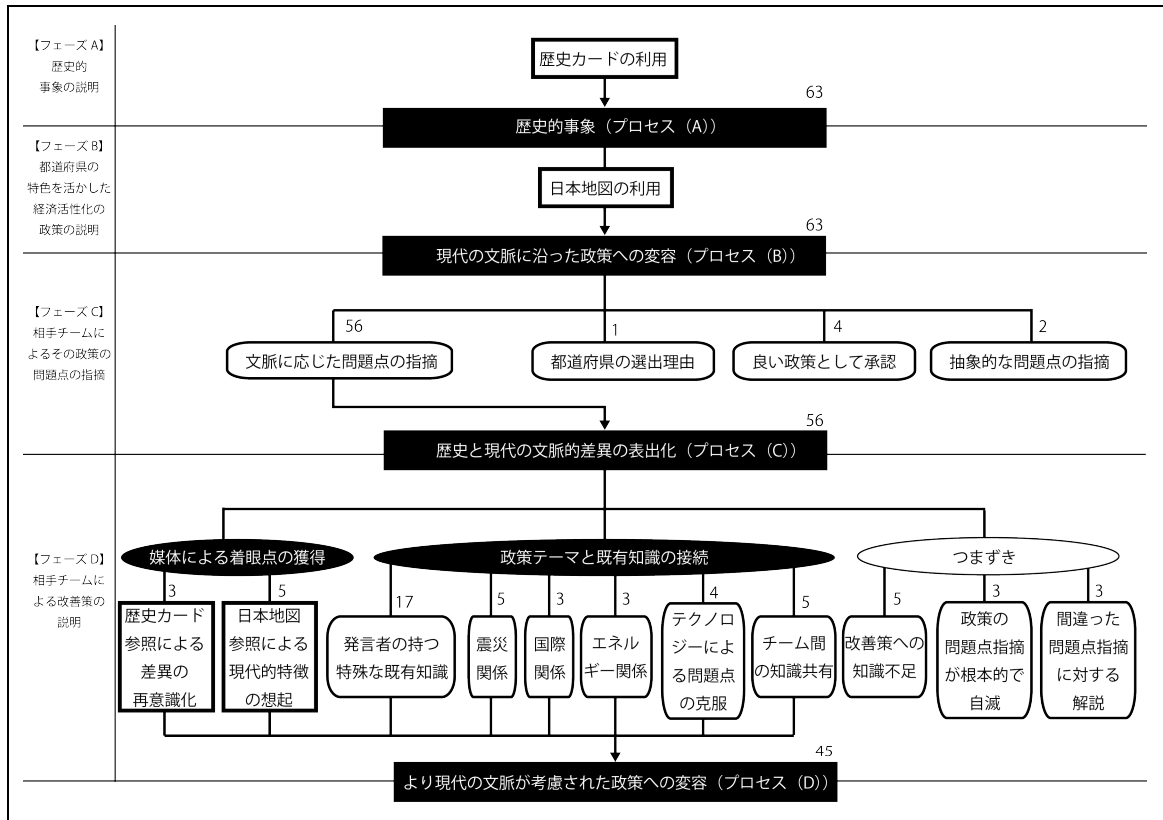 【フェーズ A】
歴史的
事象の説明
歴史カードの利用
63
歴史的事象（プロセス（A））
【フェーズ B】
都道府県の
特色を活かした
経済活性化の
政策の説明
日本地図の利用
63
現代の文脈に沿った政策への変容（プロセス（B））
【フェーズ C】
相手チームに
よるその政策の
問題点の指摘
56
文脈に応じた問題点の指摘
1
都道府県の選出理由
4
良い政策として承認
2
抽象的な問題点の指摘
56
歴史と現代の文脈的差異の表出化（プロセス（C））
【フェーズ D】
相手チームに
よる改善策の
説明
媒体による着眼点の獲得
政策テーマと既有知識の接続
つまずき
3
歴史カード
参照による
差異の
再意識化
5
日本地図
参照による
現代的特徴
の想起
17
発言者の持つ
特殊な既有知識
5
震災
関係
3
国際
関係
3
エネル
ギー関係
4
テクノロ
ジーによ
る問題点
の克服
5
チーム間
の知識共有
5
改善策への
知識不足
3
政策の
問題点指摘
が根本的で
自滅
3
間違った
問題点指摘
に対する
解説
45
より現代の文脈が考慮された政策への変容（プロセス（D））